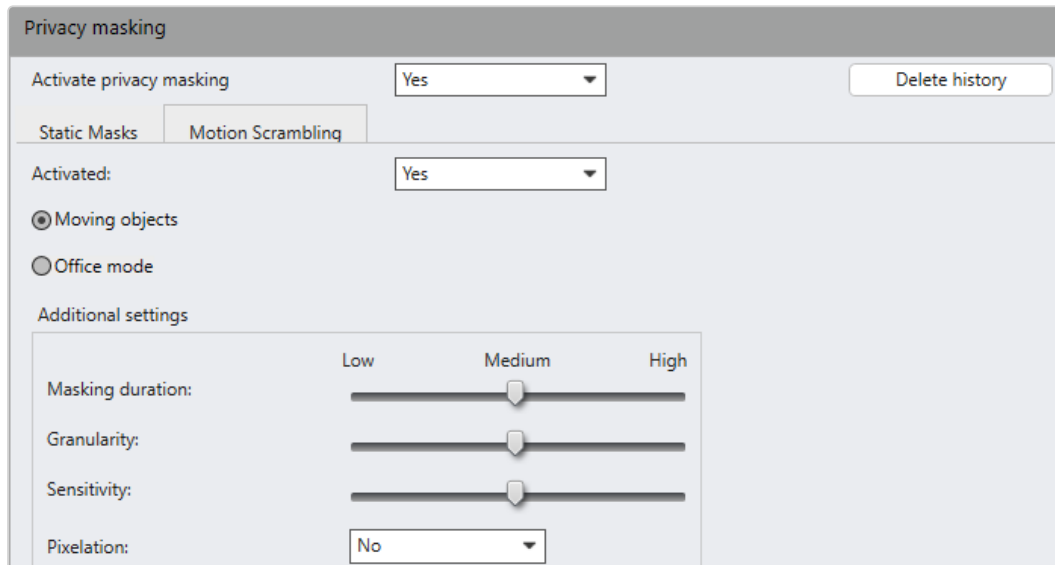 Privacy masking
Activate privacy masking Yes Delete history
Static Masks Motion Scrambling
Activated: Yes
Moving objects
Office mode
Additional settings
Low Medium High
Masking duration:
Granularity:
Sensitivity:
Pixelation: No